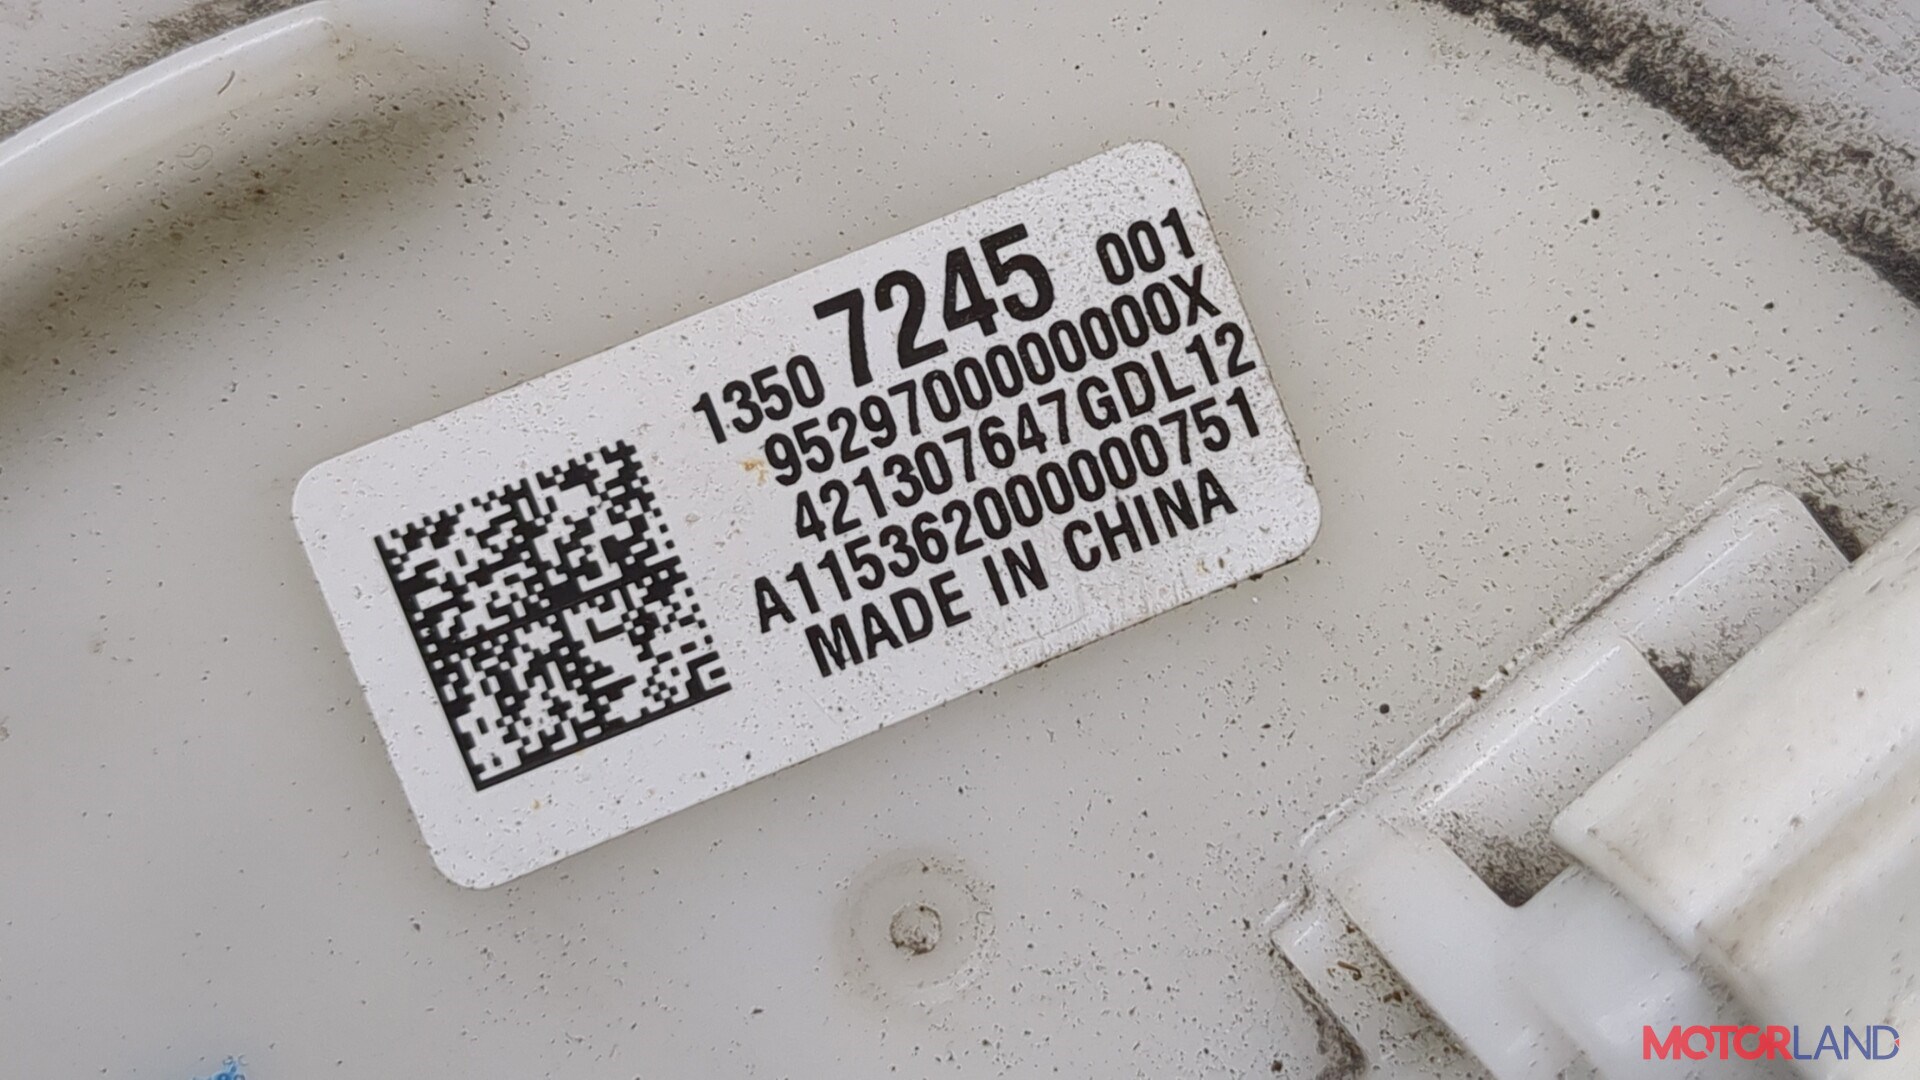 1350 7245 001
95297000000000X
421307647GDL12
A1153620000000751
MADE IN CHINA
MOTORLAND